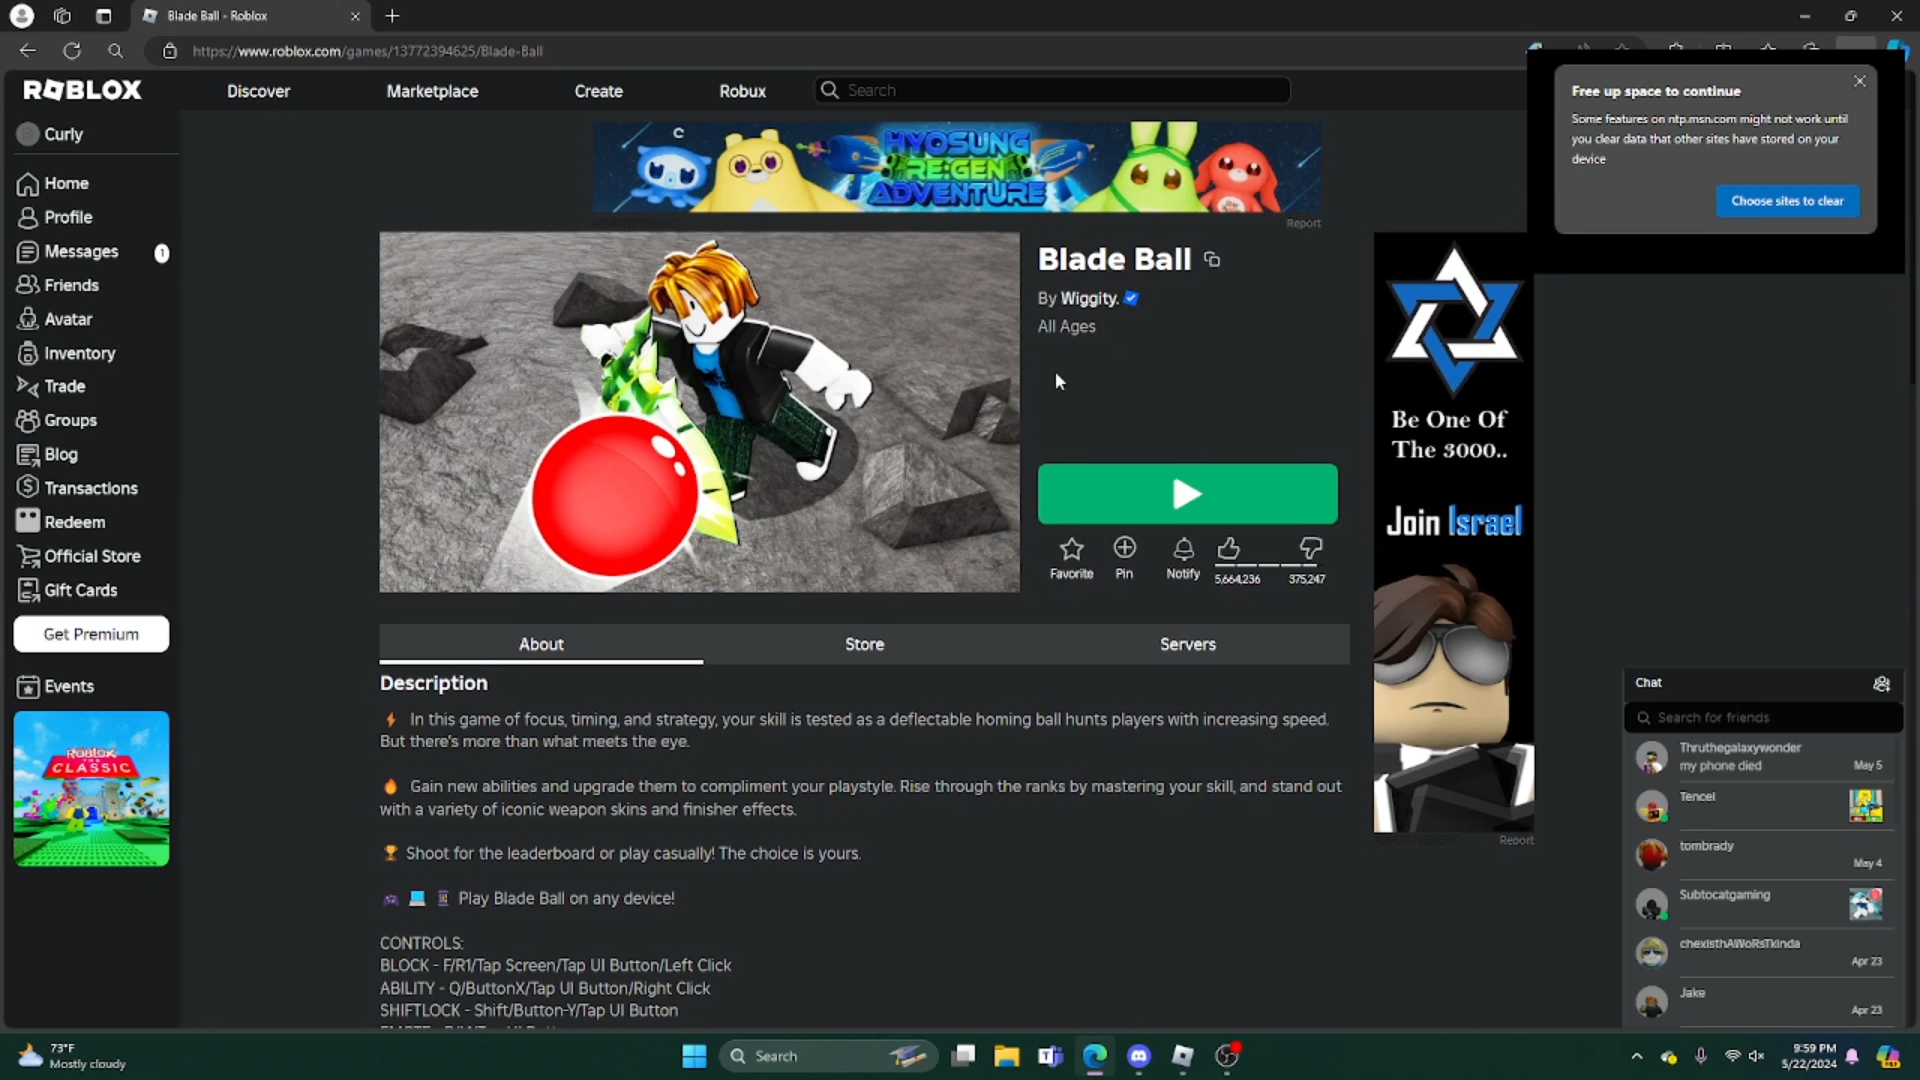 Blade Ball - Roblox
https://www.roblox.com/games/13772394625/Blade-Ball
ROBLOX
Discover
Marketplace
Create
Robux
Search
Free up space to continue
Some features on ntp.msn.com might not work until
you clear data that other sites have stored on your
device
Choose sites to clear
Curly
Home
Profile
Messages
1
Friends
Avatar
Inventory
Trade
Groups
Blog
Transactions
Redeem
Official Store
Gift Cards
Get Premium
Events
ROBLOX
THE
CLASSIC
HYOSUNG
RE:GEN
ADVENTURE
Report
Blade Ball
By Wiggity.
All Ages
Favorite
Pin
Notify
5,664,236
375,247
Be One Of
The 3000..
Join Israel
ADVERTISEMENT
Report
About
Store
Servers
Description
In this game of focus, timing, and strategy, your skill is tested as a deflectable homing ball hunts players with increasing speed.
But there's more than what meets the eye.
Gain new abilities and upgrade them to compliment your playstyle. Rise through the ranks by mastering your skill, and stand out
with a variety of iconic weapon skins and finisher effects.
Shoot for the leaderboard or play casually! The choice is yours.
Play Blade Ball on any device!
CONTROLS:
BLOCK - F/R1/Tap Screen/Tap UI Button/Left Click
ABILITY - Q/ButtonX/Tap UI Button/Right Click
SHIFTLOCK - Shift/Button-Y/Tap UI Button
Chat
Search for friends
Thruthegalaxywonder
my phone died
May 5
Tencel
tombrady
May 4
Subtocatgaming
chexisthAWoRsTkinda
Apr 23
Jake
Apr 23
73°F
Mostly cloudy
Search
9:59 PM
5/22/2024